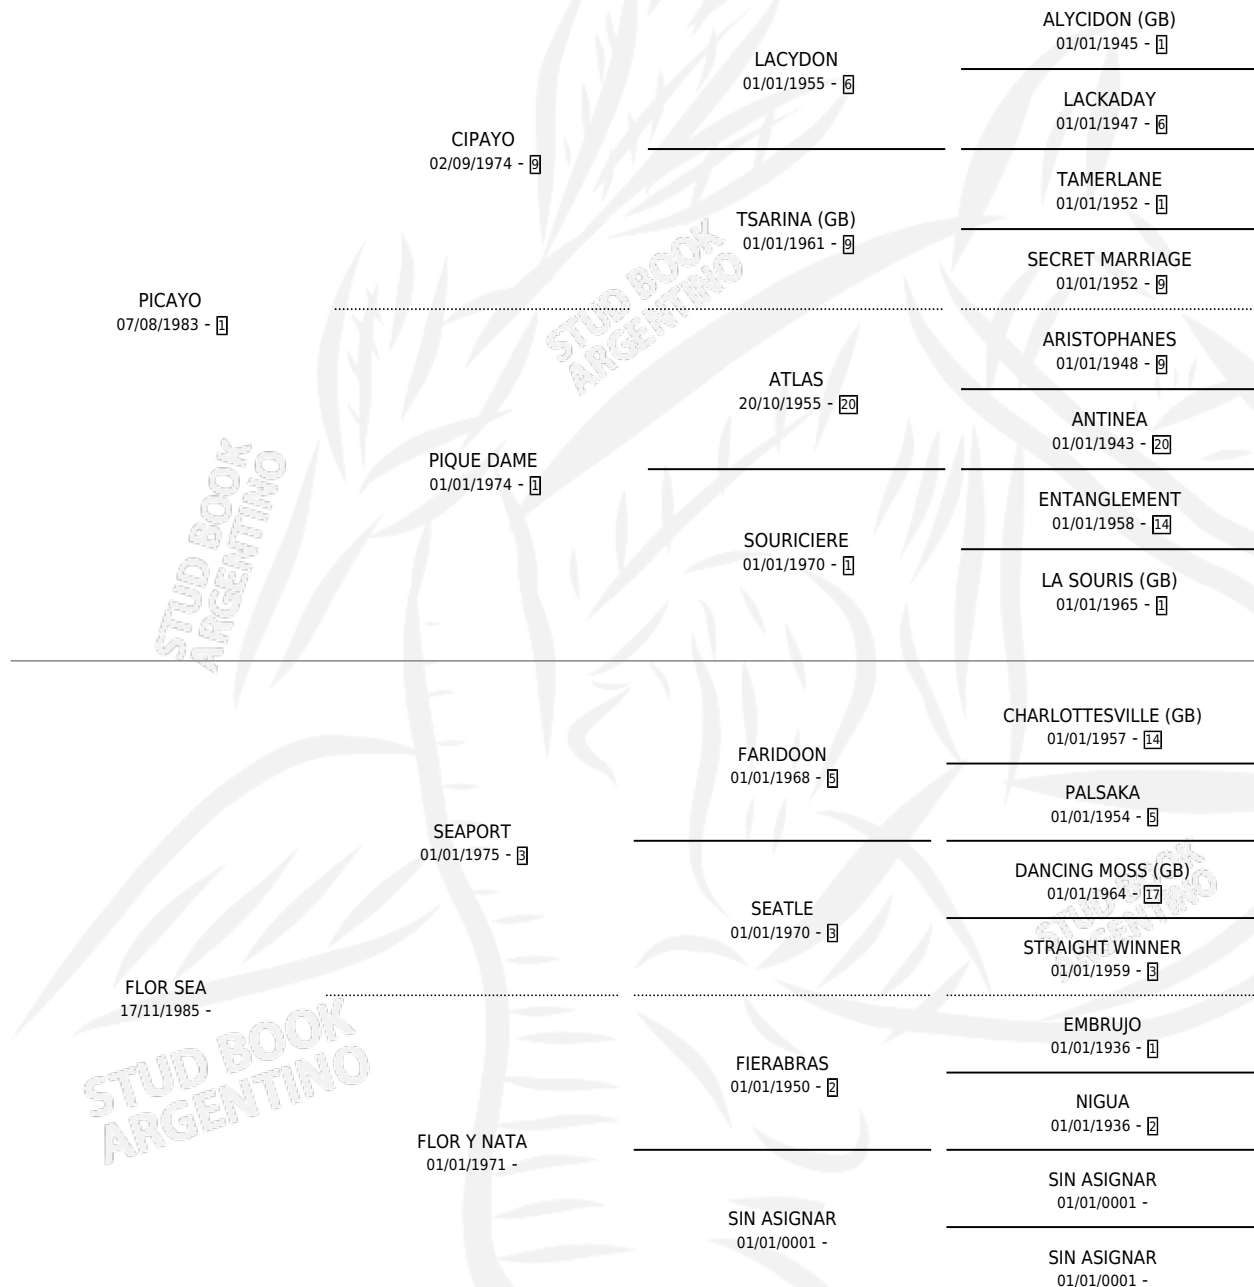 ALYCIDON (GB)
01/01/1945 - 1
LACYDON
01/01/1955 - 6
LACKADAY
01/01/1947 - 6
CIPAYO
02/09/1974 - 9
TAMERLANE
01/01/1952 - 1
TSARINA (GB)
01/01/1961 - 9
SECRET MARRIAGE
01/01/1952 - 9
PICAYO
07/08/1983 - 1
STUD BOOK
ARGENTINO
ARISTOPHANES
01/01/1948 - 9
ATLAS
20/10/1955 - 20
ANTINEA
01/01/1943 - 20
PIQUE DAME
01/01/1974 - 1
ENTANGLEMENT
01/01/1958 - 14
SOURICIERE
01/01/1970 - 1
LA SOURIS (GB)
01/01/1965 - 1
STUD BOOK
ARGENTINO
CHARLOTTESVILLE (GB)
01/01/1957 - 14
FARIDOON
01/01/1968 - 5
PALSAKA
01/01/1954 - 5
SEAPORT
01/01/1975 - 3
DANCING MOSS (GB)
01/01/1964 - 17
STUD BOOK
ARGENTINO
SEATLE
01/01/1970 - 3
STRAIGHT WINNER
01/01/1959 - 3
FLOR SEA
17/11/1985 -
STUD BOOK
ARGENTINO
EMBRUJO
01/01/1936 - 1
FIERABRAS
01/01/1950 - 2
NIGUA
01/01/1936 - 2
FLOR Y NATA
01/01/1971 -
SIN ASIGNAR
01/01/0001 -
SIN ASIGNAR
01/01/0001 -
SIN ASIGNAR
01/01/0001 -